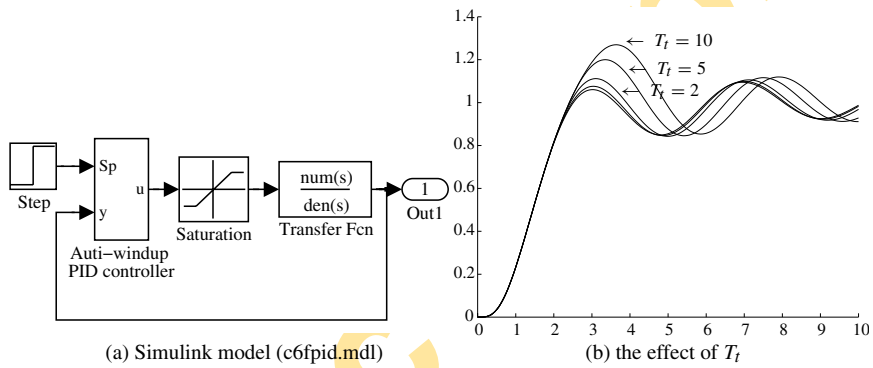 Sp
y
u
Step
Auti−windup
PID controller
Saturation
num(s)
den(s)
Transfer Fcn
1
Out1
(a) Simulink model (c6fpid.mdl)
1.4
1.2
1
0.8
0.6
0.4
0.2
0
← T_t = 10
← T_t = 5
← T_t = 2
0 1 2 3 4 5 6 7 8 9 10
(b) the effect of T_t